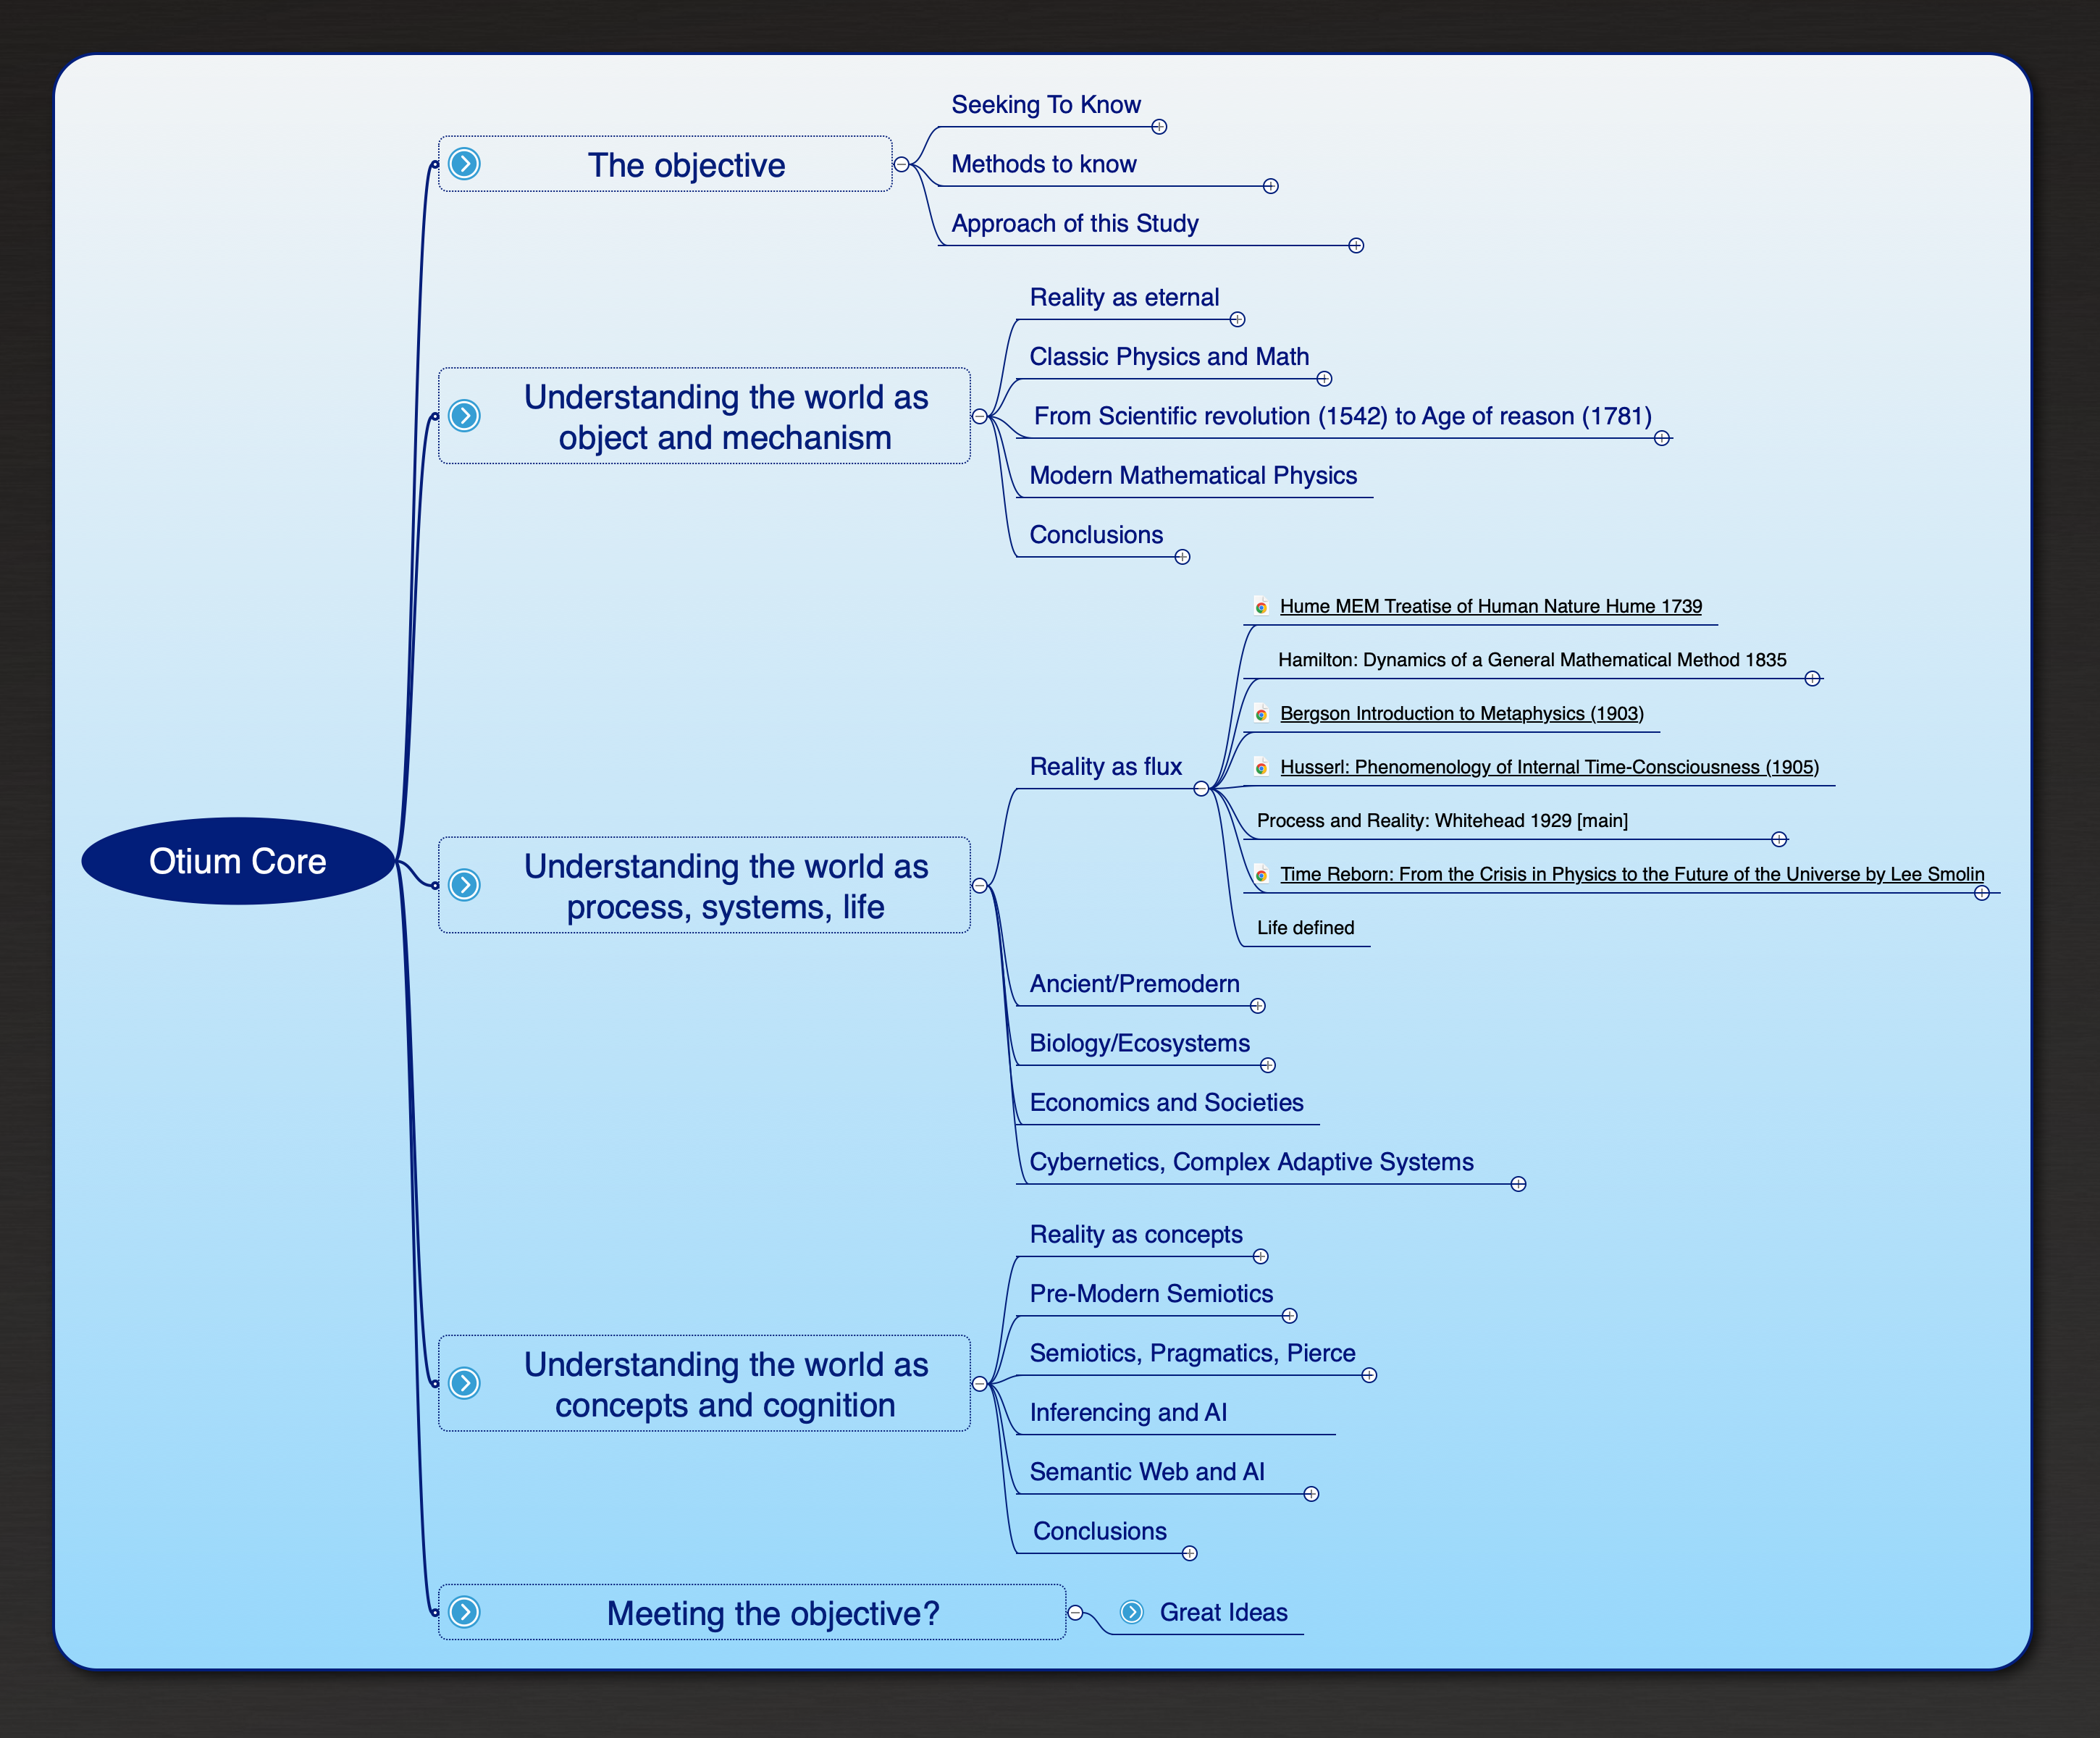 Otium Core
The objective
Seeking To Know
Methods to know
Approach of this Study
Understanding the world as
object and mechanism
Reality as eternal
Classic Physics and Math
From Scientific revolution (1542) to Age of reason (1781)
Modern Mathematical Physics
Conclusions
Understanding the world as
process, systems, life
Reality as flux
Hume MEM Treatise of Human Nature Hume 1739
Hamilton: Dynamics of a General Mathematical Method 1835
Bergson Introduction to Metaphysics (1903)
Husserl: Phenomenology of Internal Time-Consciousness (1905)
Process and Reality: Whitehead 1929 [main]
Time Reborn: From the Crisis in Physics to the Future of the Universe by Lee Smolin
Life defined
Ancient/Premodern
Biology/Ecosystems
Economics and Societies
Cybernetics, Complex Adaptive Systems
Understanding the world as
concepts and cognition
Reality as concepts
Pre-Modern Semiotics
Semiotics, Pragmatics, Pierce
Inferencing and AI
Semantic Web and AI
Conclusions
Meeting the objective?
Great Ideas